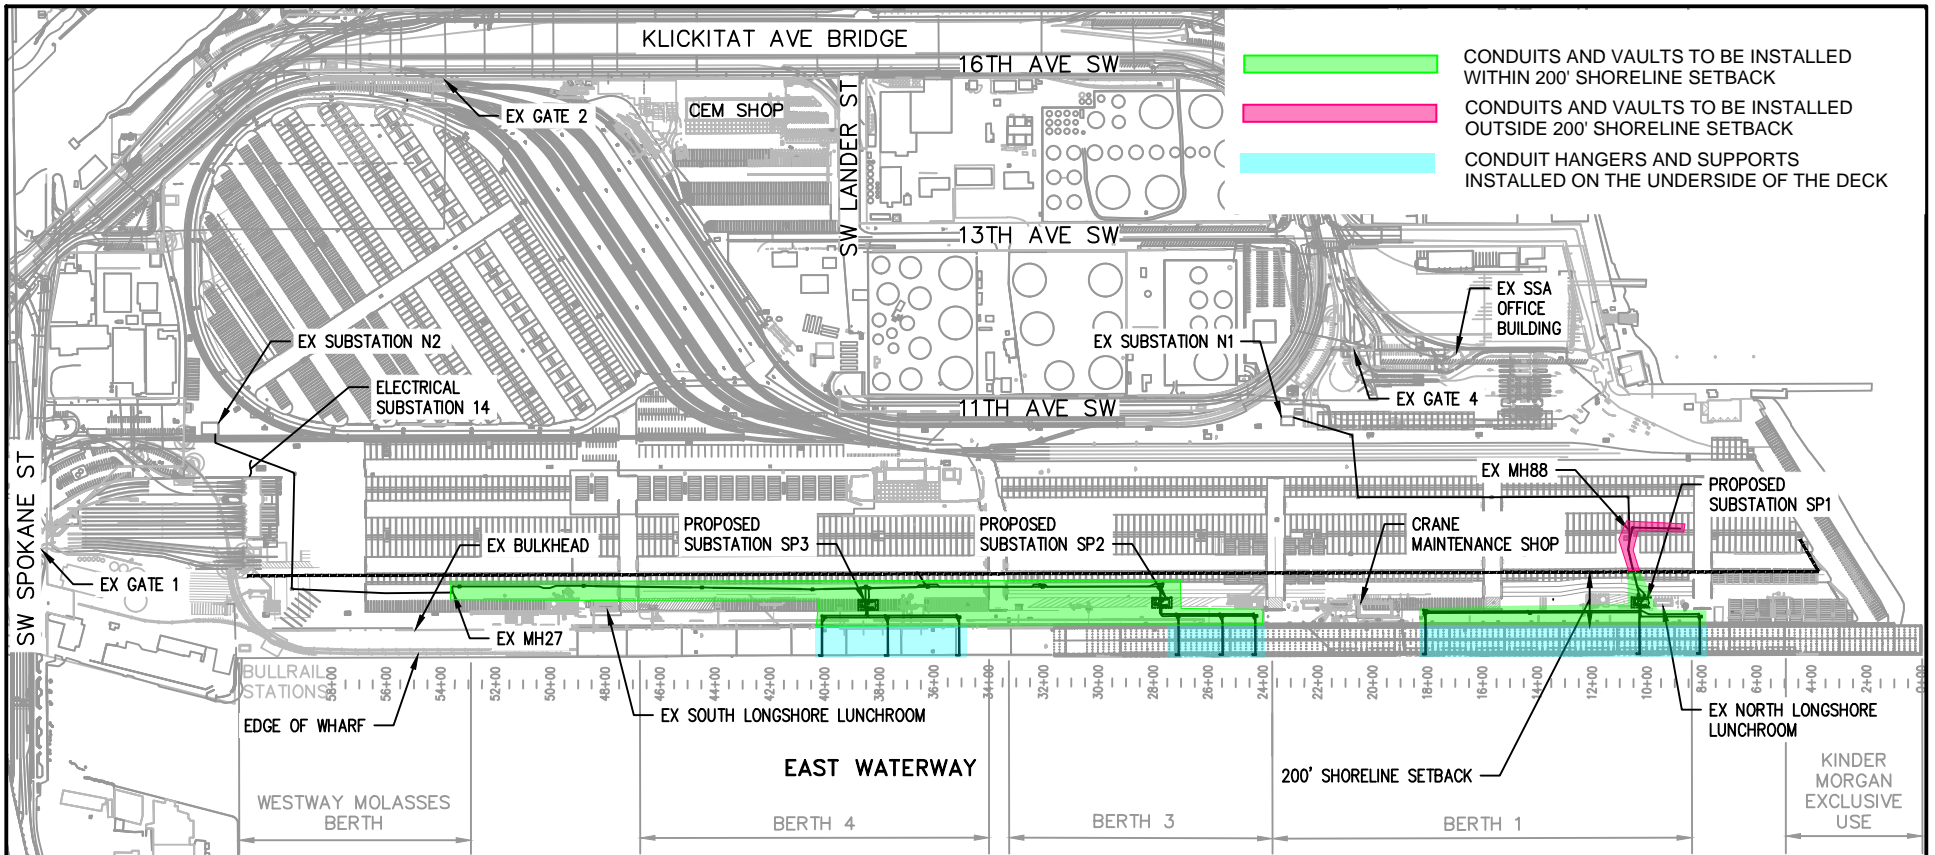 KLICKITAT AVE BRIDGE
16TH AVE SW
CONDUITS AND VAULTS TO BE INSTALLED
WITHIN 200' SHORELINE SETBACK
CONDUITS AND VAULTS TO BE INSTALLED
OUTSIDE 200' SHORELINE SETBACK
CONDUIT HANGERS AND SUPPORTS
INSTALLED ON THE UNDERSIDE OF THE DECK
EX GATE 2
CEM SHOP
SW LANDER ST
13TH AVE SW
EX SSA
OFFICE
BUILDING
EX SUBSTATION N2
EX SUBSTATION N1
ELECTRICAL
SUBSTATION 14
EX GATE 4
11TH AVE SW
SW SPOKANE ST
EX MH88
PROPOSED
SUBSTATION SP1
PROPOSED
SUBSTATION SP3
PROPOSED
SUBSTATION SP2
CRANE
MAINTENANCE SHOP
EX BULKHEAD
EX GATE 1
EX MH27
BULLRAIL
STATIONS
58+00
56+00
54+00
52+00
50+00
48+00
46+00
44+00
42+00
40+00
38+00
36+00
34+00
32+00
30+00
28+00
26+00
24+00
22+00
20+00
18+00
16+00
14+00
12+00
10+00
8+00
6+00
4+00
2+00
0+00
EDGE OF WHARF
EX SOUTH LONGSHORE LUNCHROOM
EX NORTH LONGSHORE
LUNCHROOM
EAST WATERWAY
200' SHORELINE SETBACK
WESTWAY MOLASSES
BERTH
BERTH 4
BERTH 3
BERTH 1
KINDER
MORGAN
EXCLUSIVE
USE